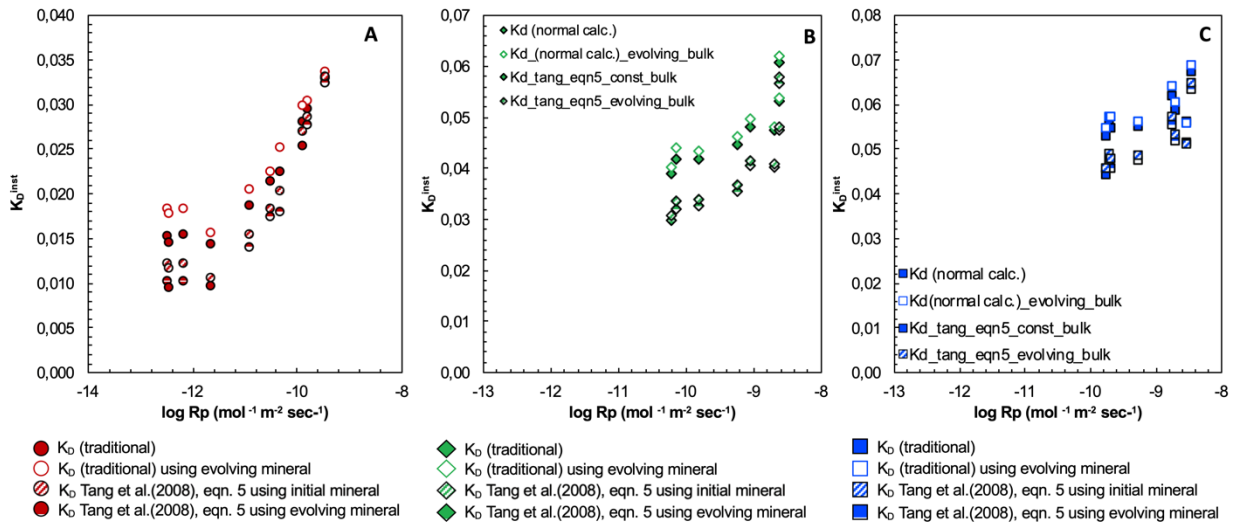 A
K_D^inst
0,040
0,035
0,030
0,025
0,020
0,015
0,010
0,005
0,000
-14 -12 -10 -8
log Rp (mol ⁻¹ m⁻² sec-¹)
K_D (traditional)
K_D (traditional) using evolving mineral
K_D Tang et al.(2008), eqn. 5 using initial mineral
K_D Tang et al.(2008), eqn. 5 using evolving mineral
B
K_D^inst
0,07
0,06
0,05
0,04
0,03
0,02
0,01
0,00
Kd (normal calc.)
Kd_(normal calc.)_evolving_bulk
Kd_tang_eqn5_const_bulk
Kd_tang_eqn5_evolving_bulk
-13 -12 -11 -10 -9 -8
log Rp (mol ⁻¹ m⁻² sec-¹)
K_D (traditional)
K_D (traditional) using evolving mineral
K_D Tang et al.(2008), eqn. 5 using initial mineral
K_D Tang et al.(2008), eqn. 5 using evolving mineral
C
K_D^inst
0,08
0,07
0,06
0,05
0,04
0,03
0,02
0,01
0,00
Kd (normal calc.)
Kd(normal calc.)_evolving_bulk
Kd_tang_eqn5_const_bulk
Kd_tang_eqn5_evolving_bulk
-13 -12 -11 -10 -9 -8
log Rp (mol ⁻¹ m⁻² sec-¹)
K_D (traditional)
K_D (traditional) using evolving mineral
K_D Tang et al.(2008), eqn. 5 using initial mineral
K_D Tang et al.(2008), eqn. 5 using evolving mineral